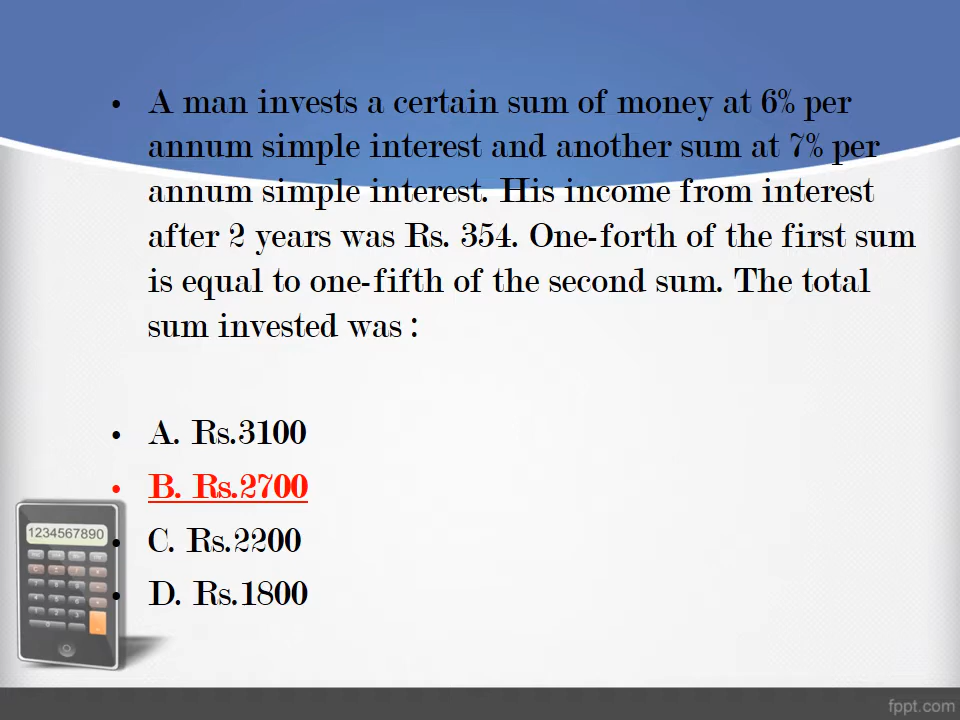 • A man invests a certain sum of money at 6% per
annum simple interest and another sum at 7% per
annum simple interest. His income from interest
after 2 years was Rs. 354. One-forth of the first sum
is equal to one-fifth of the second sum. The total
sum invested was :
• A. Rs.3100
• B. Rs.2700
• C. Rs.2200
• D. Rs.1800
1234567890
fppt.com